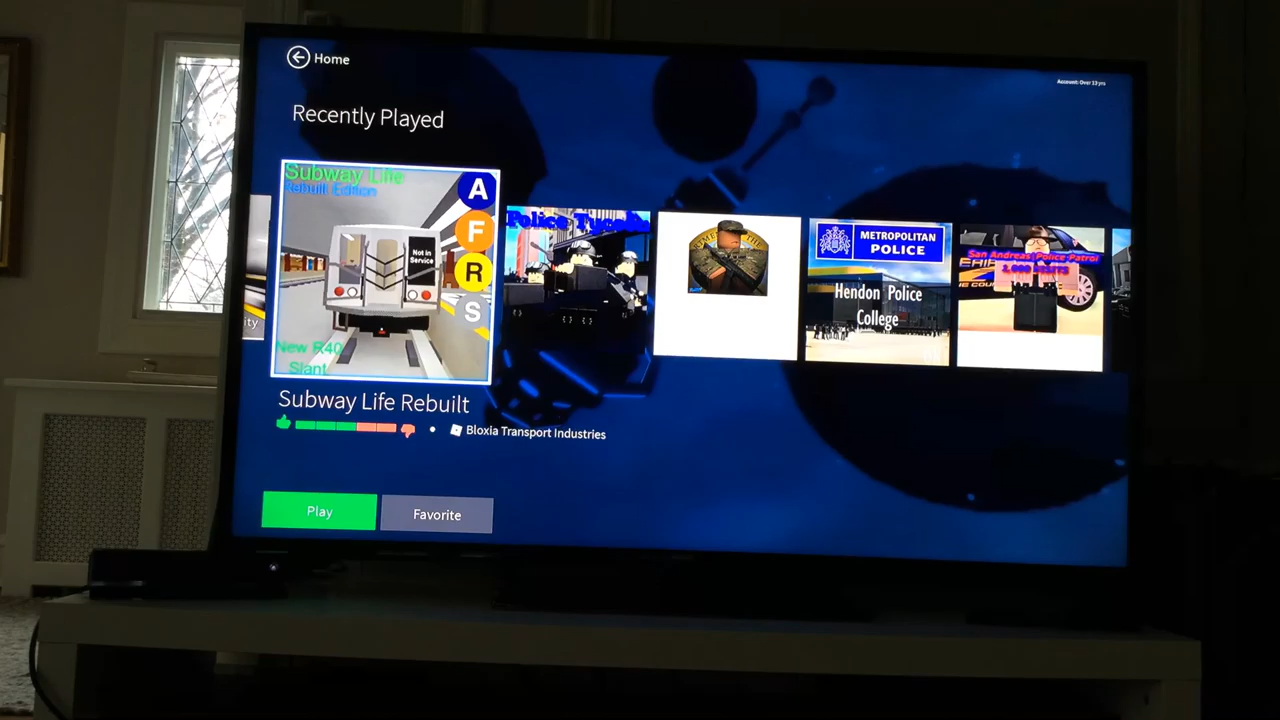 Home
Account: Over 13 yrs
Recently Played
Subway Life
Rebuilt Edition
A
F
R
S
Not In
Service
New R40
Slant
Police Tycoon
METROPOLITAN
POLICE
Hendon Police
College
San Andreas Police Patrol
Subway Life Rebuilt
Bloxia Transport Industries
Play
Favorite